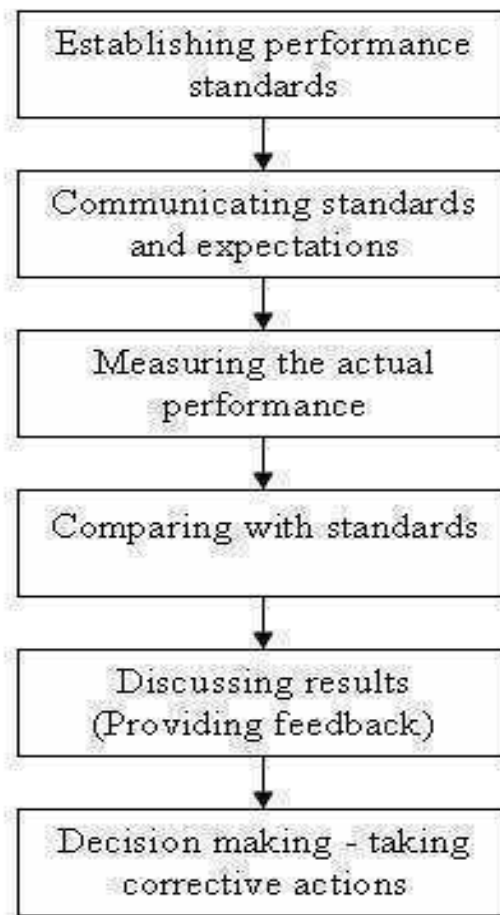 Establishing performance
standards
Communicating standards
and expectations
Measuring the actual
performance
Comparing with standards
Discussing results
(Providing feedback)
Decision making - taking
corrective actions